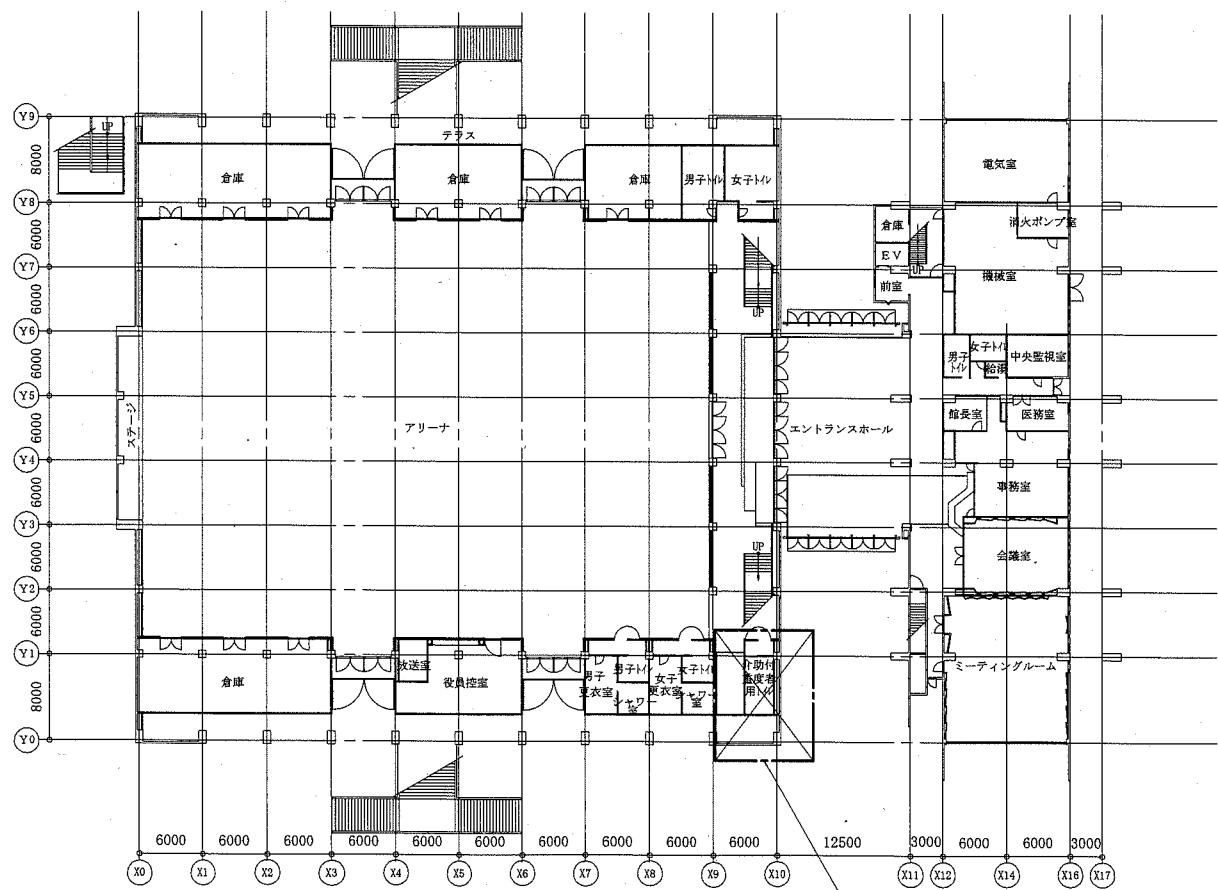 Y9
UP
テラス
8000
倉庫
倉庫
倉庫
男子トイレ
女子トイレ
電気室
Y8
消火ポンプ室
倉庫
6000
EV
UP
Y7
機械室
前室
6000
UP
Y6
女子トイレ
男子
トイレ
中央監視室
給湯
6000
Y5
館長室
医務室
ステージ
アリーナ
エントランスホール
6000
Y4
事務室
6000
Y3
UP
会議室
6000
Y2
6000
Y1
放送室
男子トイレ
女子トイレ
ミーティングルーム
倉庫
役員控室
男子
更衣室
女子
更衣室
シャワー
室
シャワー
室
用トイレ
8000
Y0
6000
6000
6000
6000
6000
6000
6000
6000
6000
6000
12500
3000
6000
6000
3000
X0
X1
X2
X3
X4
X5
X6
X7
X8
X9
X10
X11
X12
X14
X16
X17